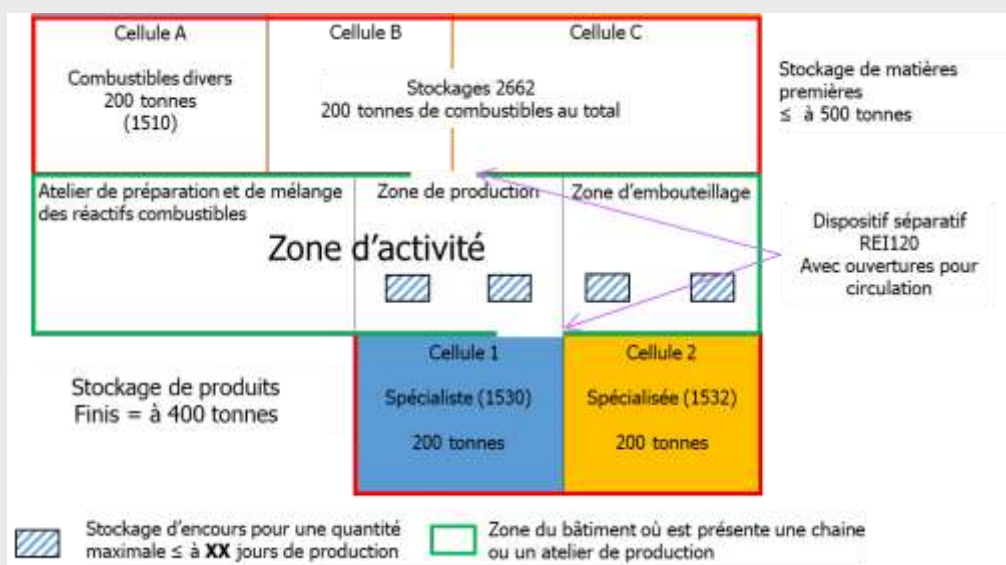 Cellule A
Cellule B
Cellule C
Combustibles divers
200 tonnes
(1510)
Stockages 2662
200 tonnes de combustibles au total
Stockage de matières
premières
≤ à 500 tonnes
Atelier de préparation et de mélange
des réactifs combustibles
Zone de production
Zone d'embouteillage
Zone d'activité
Dispositif séparatif
REI120
Avec ouvertures pour
circulation
Stockage de produits
Finis = à 400 tonnes
Cellule 1
Spécialiste (1530)
200 tonnes
Cellule 2
Spécialisée (1532)
200 tonnes
Stockage d'encours pour une quantité
maximale ≤ à XX jours de production
Zone du bâtiment où est présente une chaine
ou un atelier de production